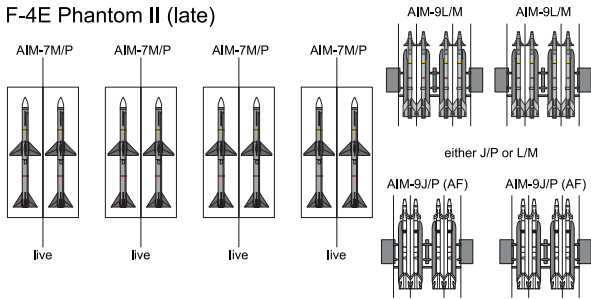 F-4E Phantom II (late)
AIM-7M/P AIM-7M/P AIM-7M/P AIM-7M/P
AIM-9L/M AIM-9L/M
either J/P or L/M
AIM-9J/P (AF) AIM-9J/P (AF)
live live live live